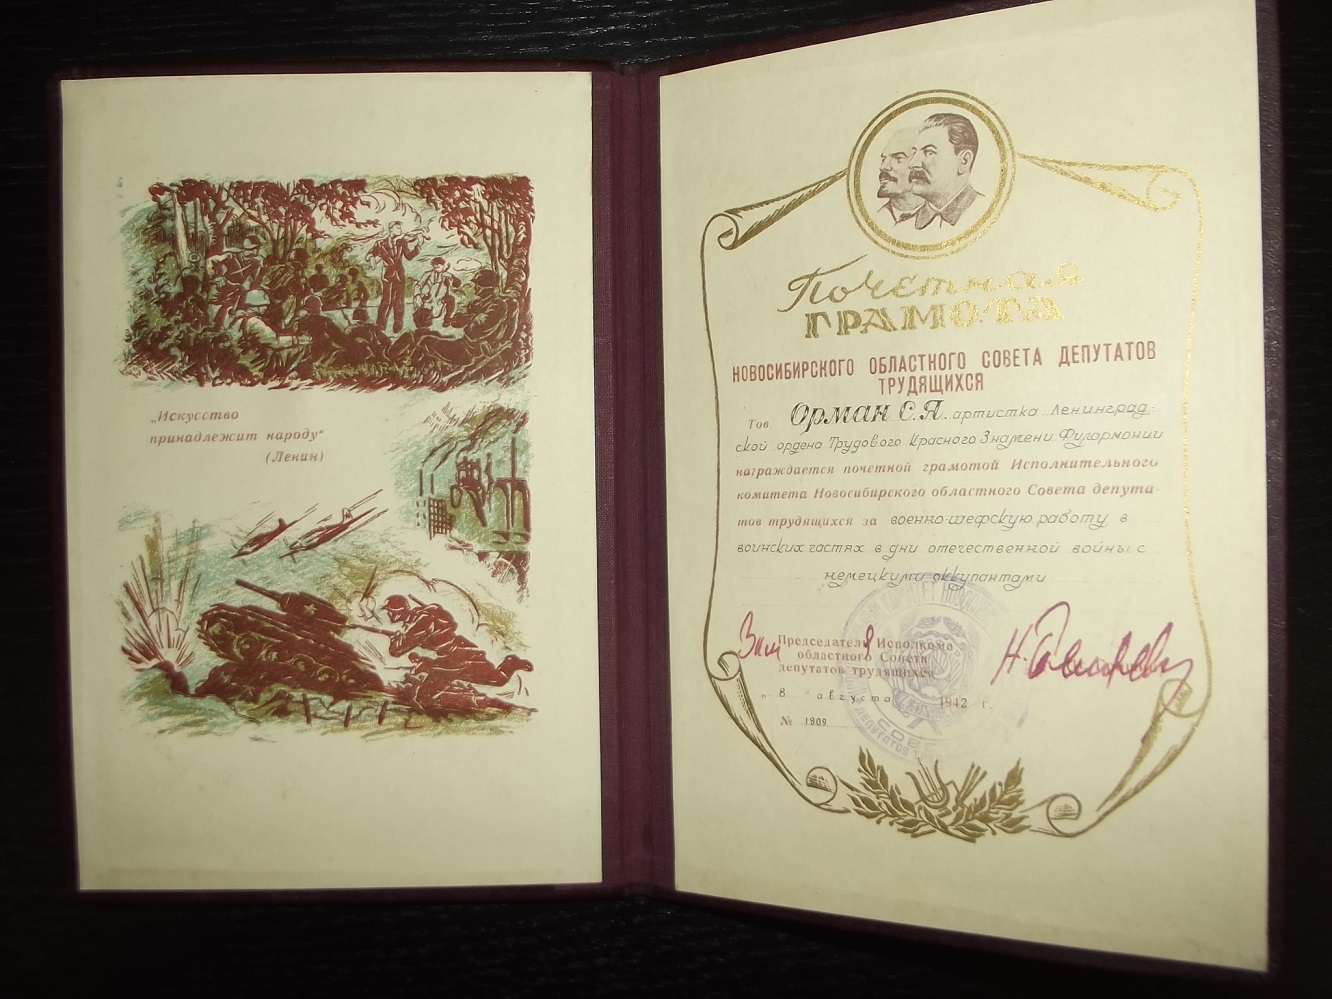 „Искусство
принадлежит народу“
(Ленин)
Почетная
ГРАМОТА
НОВОСИБИРСКОГО ОБЛАСТНОГО СОВЕТА ДЕПУТАТОВ
ТРУДЯЩИХСЯ
Тов. Орман С.Я. артистка Ленинград-
ской ордена Трудового Красного Знамени Филармонии
награждается почетной грамотой Исполнительного
комитета Новосибирского областного Совета депута-
тов трудящихся за военно-шефскую работу в
воинских частях в дни отечественной войны с
немецкими оккупантами
Зам Председателя Исполкома
областного Совета
депутатов трудящихся
„8" августа 1942 г.
№ 1909